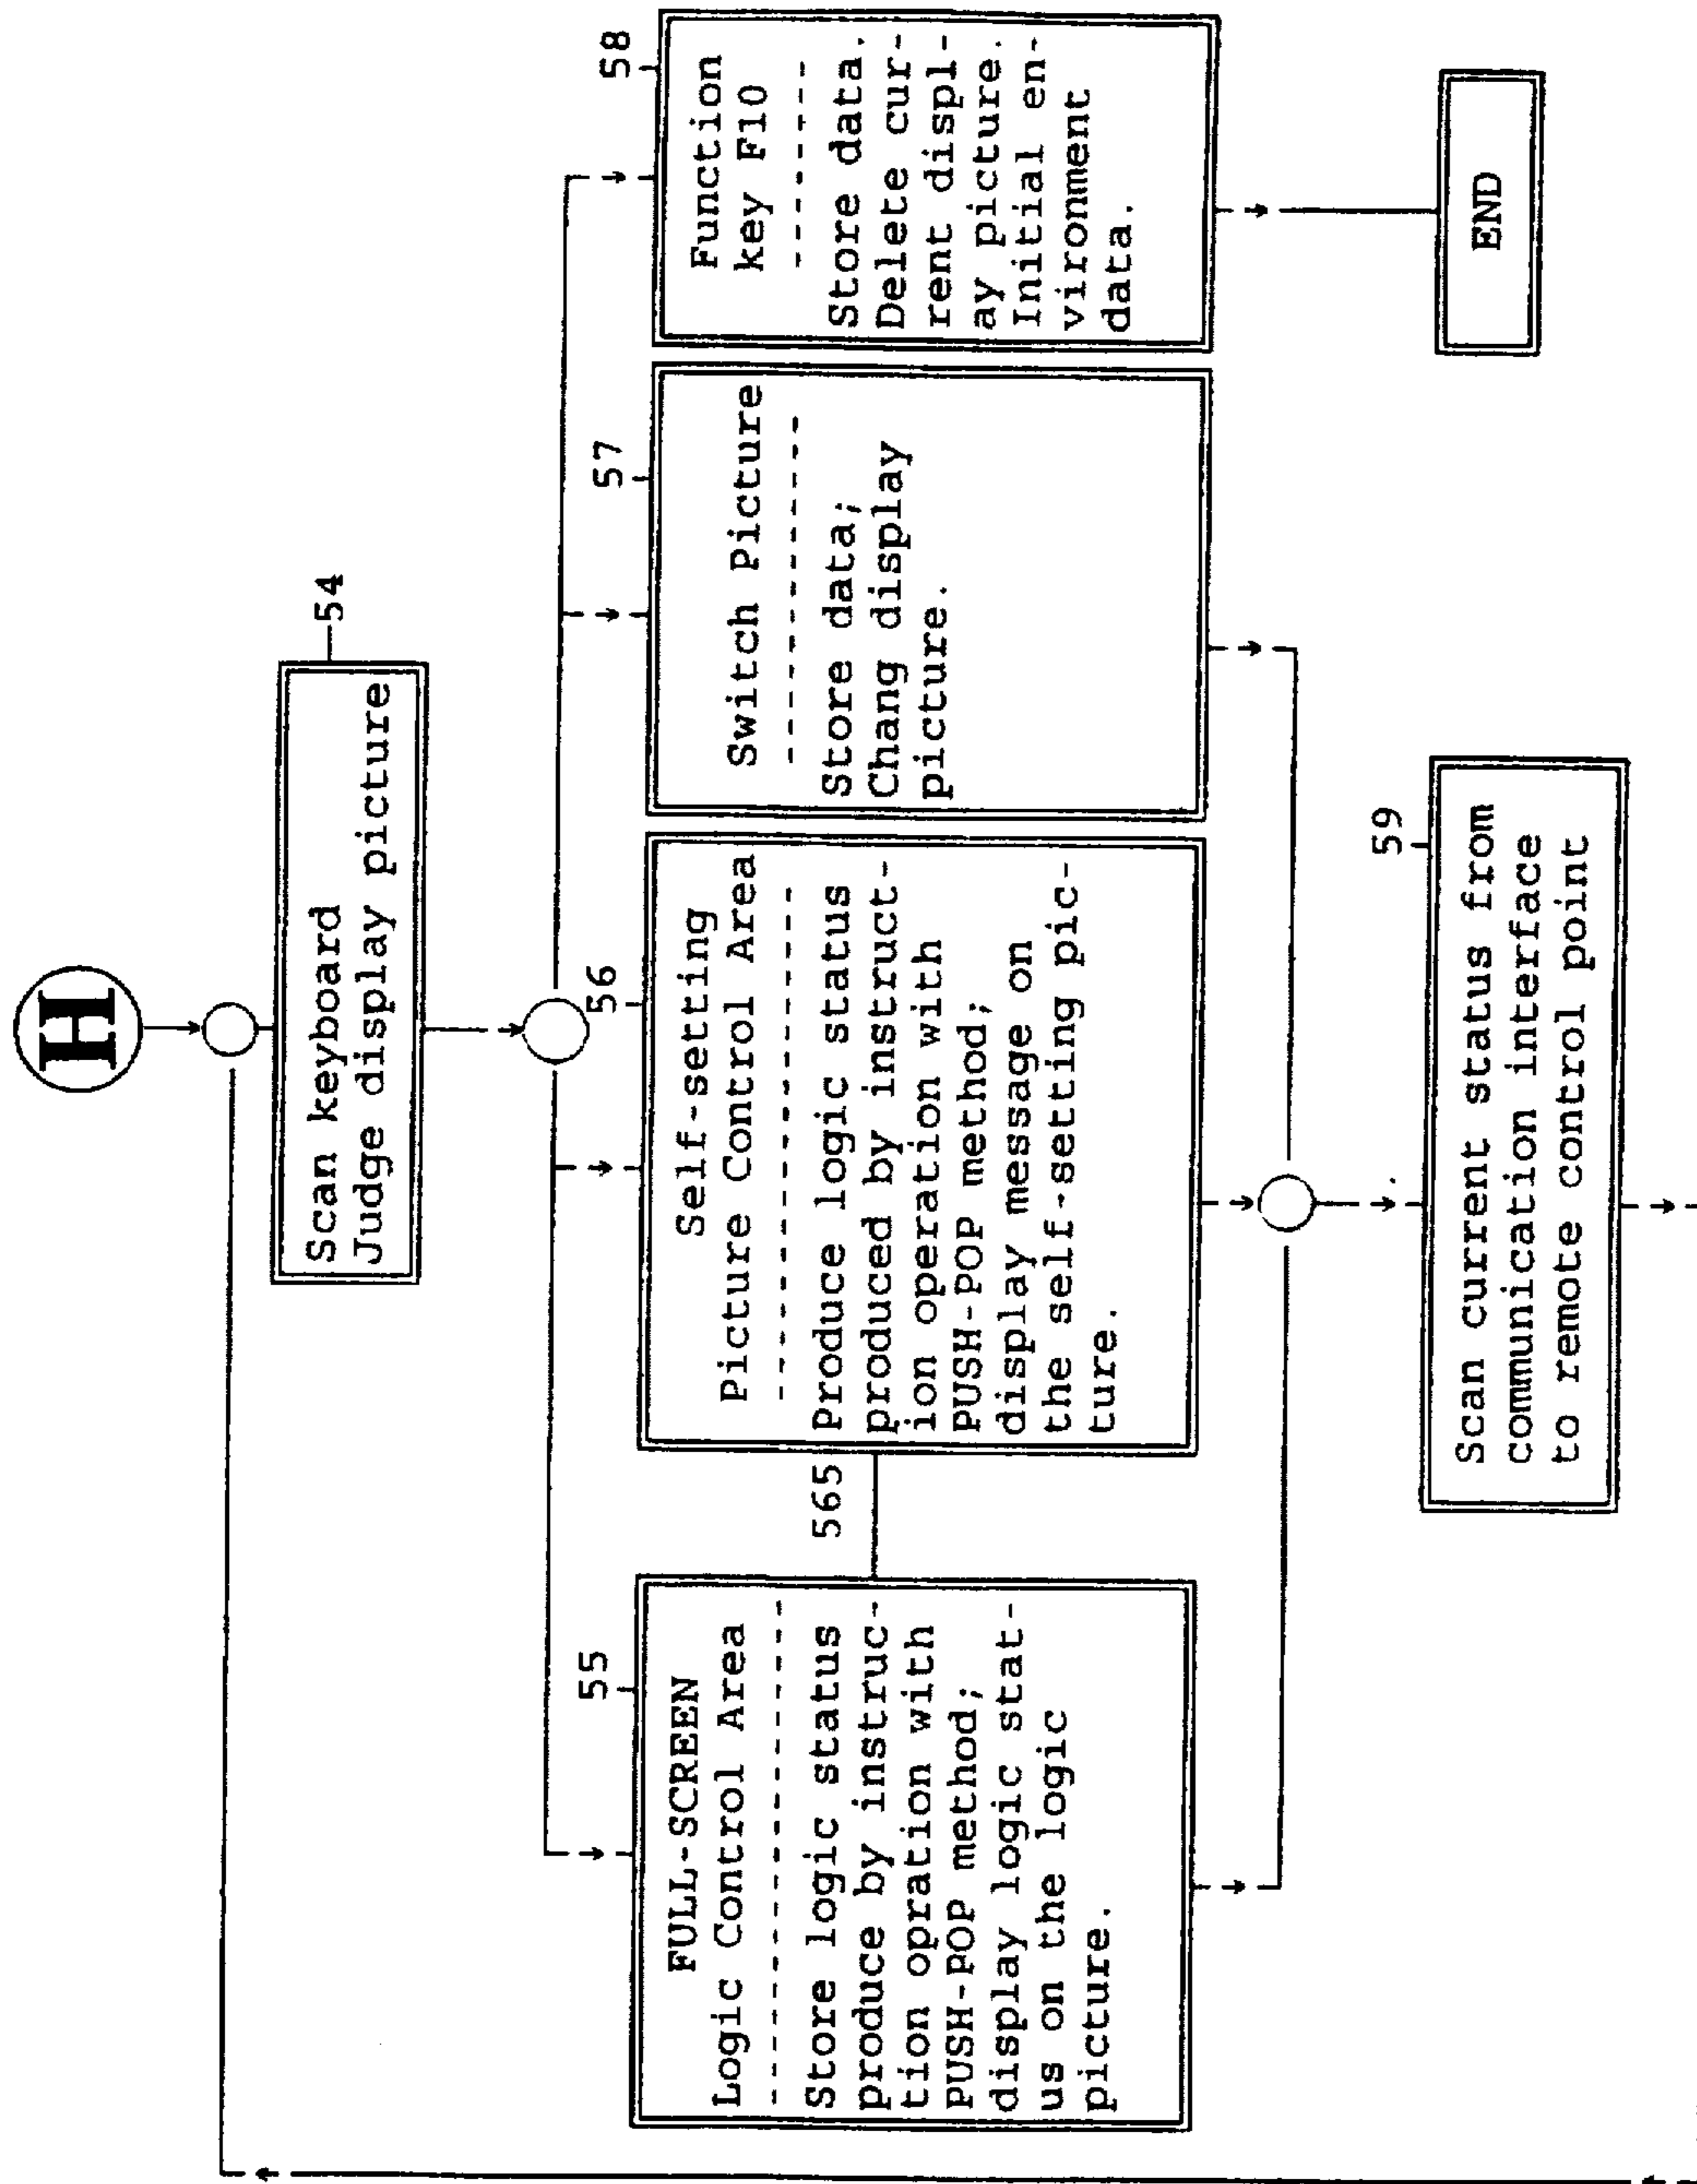 H
54
Scan keyboard
Judge display picture
55
FULL-SCREEN
Logic Control Area
Store logic status
produce by instruc-
tion opration with
PUSH-POP method;
display logic stat-
us on the logic
picture.
565
56
Self-setting
Picture Control Area
Produce logic status
produced by instruct-
ion operation with
PUSH-POP method;
display message on
the self-setting pic-
ture.
57
Switch Picture
Store data;
Chang display
picture.
58
Function
key F10
Store data.
Delete cur-
rent displ-
ay picture.
Initial en-
vironment
data.
59
Scan current status from
communication interface
to remote control point
END